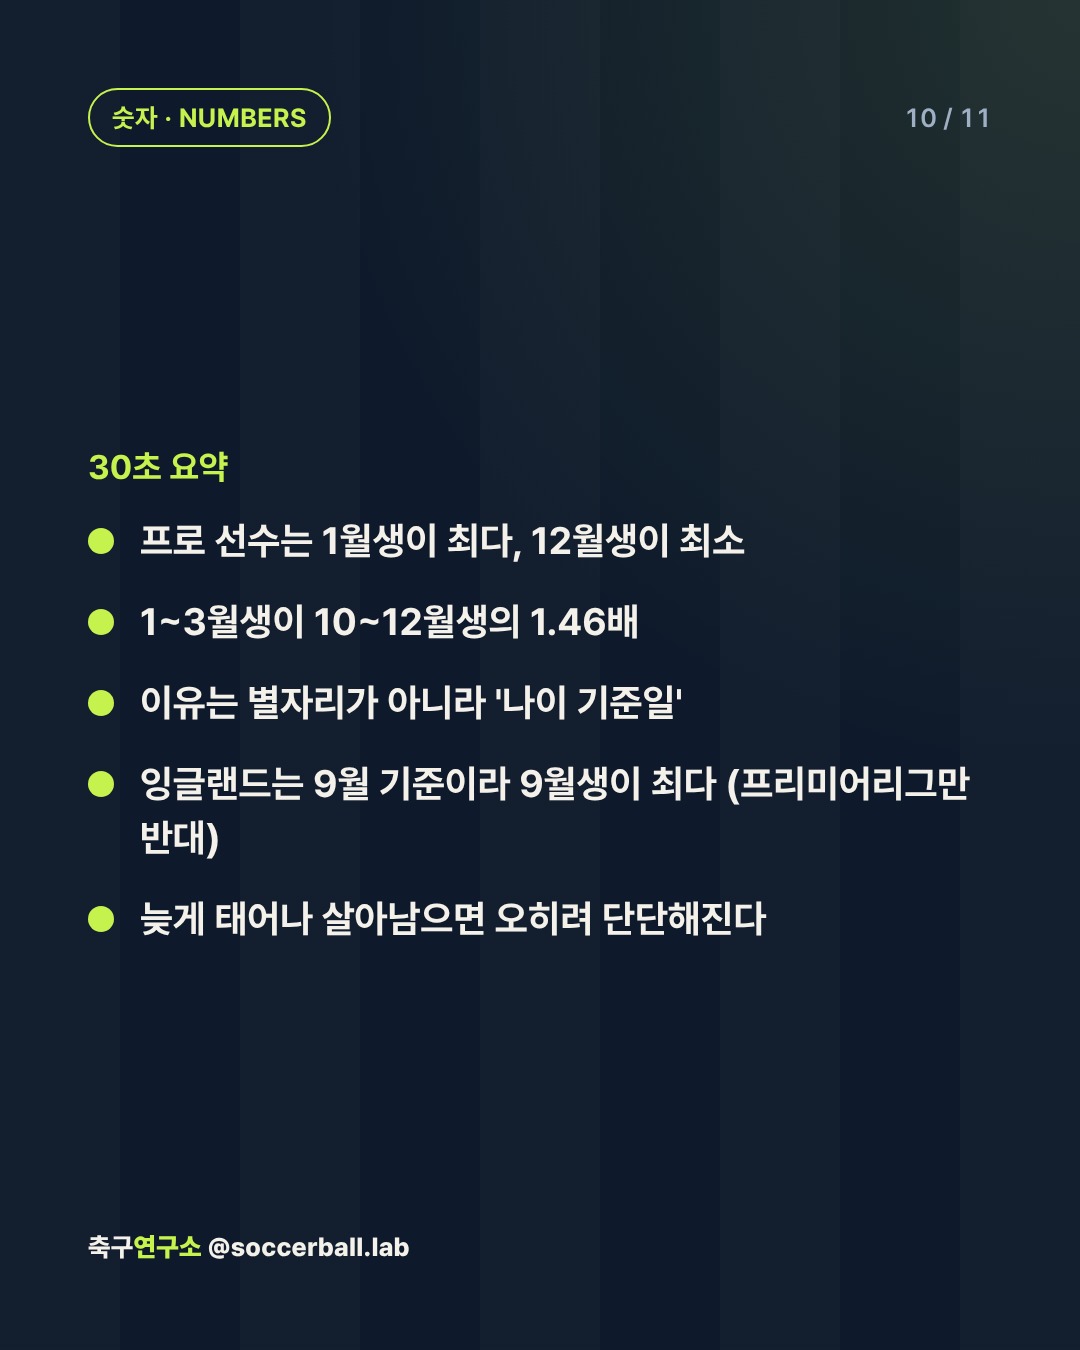 숫자 · NUMBERS
10 / 11
30초 요약
프로 선수는 1월생이 최다, 12월생이 최소
1~3월생이 10~12월생의 1.46배
이유는 별자리가 아니라 '나이 기준일'
잉글랜드는 9월 기준이라 9월생이 최다 (프리미어리그만
반대)
늦게 태어나 살아남으면 오히려 단단해진다
축구연구소 @soccerball.lab